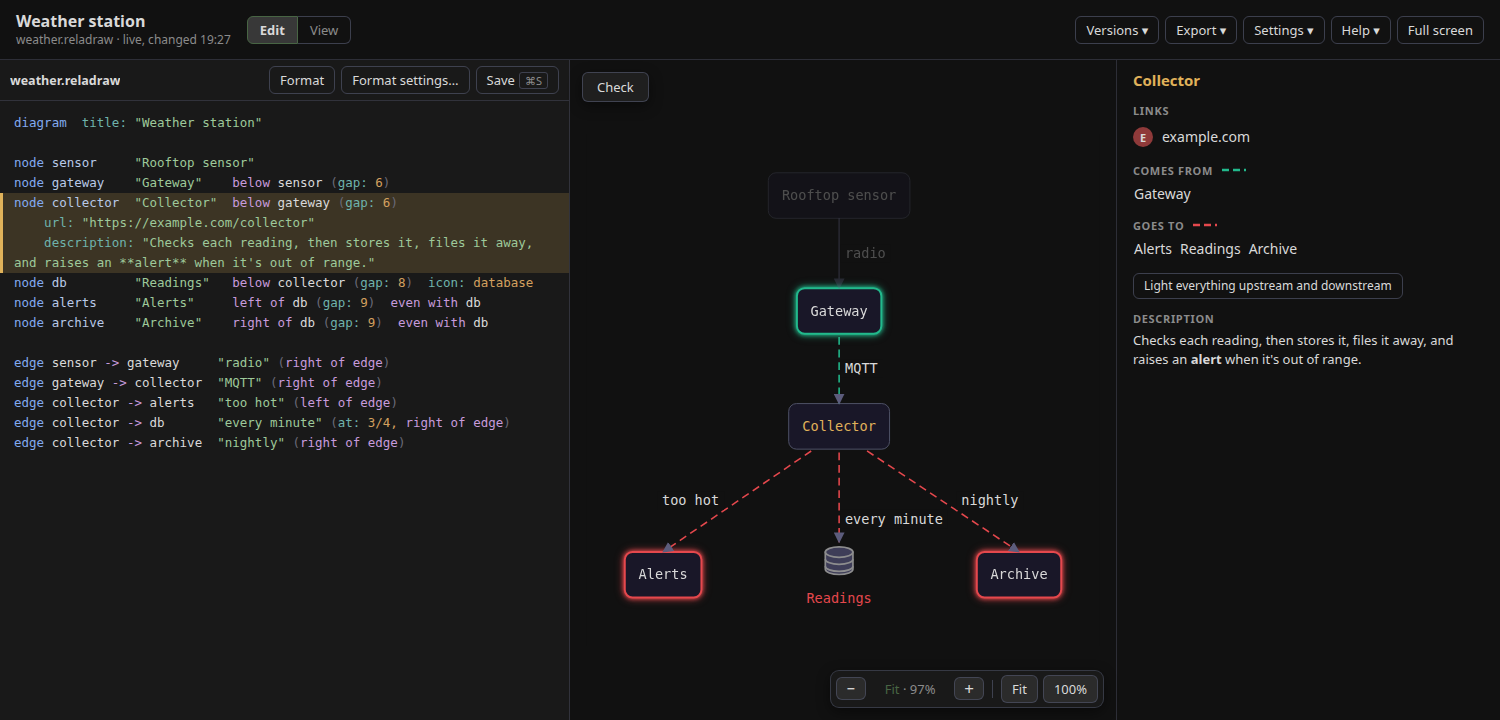 Weather station
weather.reladraw · live, changed 19:27
Edit View
Versions ▾ Export ▾ Settings ▾ Help ▾ Full screen
weather.reladraw
Format Format settings... Save ⌘S
diagram  title: "Weather station"
node sensor     "Rooftop sensor"
node gateway    "Gateway"    below sensor (gap: 6)
node collector  "Collector"  below gateway (gap: 6)
    url: "https://example.com/collector"
    description: "Checks each reading, then stores it, files it away,
and raises an **alert** when it's out of range."
node db         "Readings"   below collector (gap: 8)  icon: database
node alerts     "Alerts"     left of db (gap: 9)  even with db
node archive    "Archive"    right of db (gap: 9)  even with db
edge sensor -> gateway     "radio" (right of edge)
edge gateway -> collector  "MQTT" (right of edge)
edge collector -> alerts   "too hot" (left of edge)
edge collector -> db       "every minute" (at: 3/4, right of edge)
edge collector -> archive  "nightly" (right of edge)
Check
Rooftop sensor
radio
Gateway
MQTT
Collector
too hot
nightly
every minute
Alerts
Archive
Readings
− Fit · 97% + Fit 100%
Collector
LINKS
E example.com
COMES FROM
Gateway
GOES TO
Alerts Readings Archive
Light everything upstream and downstream
DESCRIPTION
Checks each reading, then stores it, files it away, and
raises an alert when it's out of range.